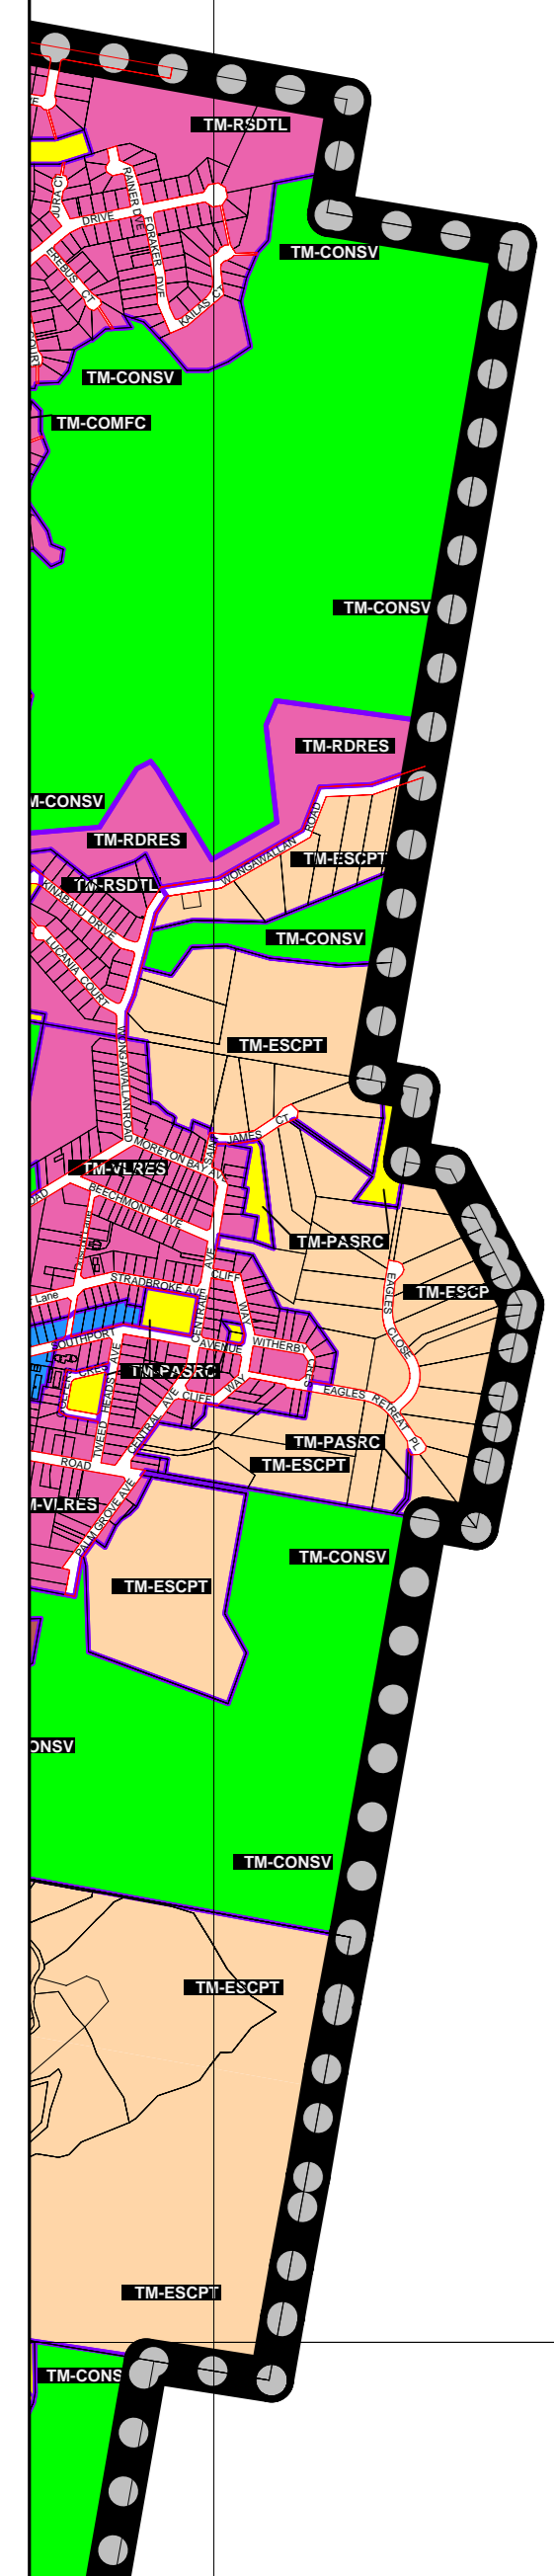 TM-RSDTL
RAINER DVE
JURA CT
DRIVE
FORAKER DVE
EREBUS CT
TM-CONSV
KAILAS CT
COURT
TM-CONSV
TM-COMFC
TM-CONSV
TM-RDRES
M-CONSV
ROAD
TM-RDRES
TM-ESCPT
WONGAWALLAN
TM-RSDTL
KINABALU DRIVE
TM-CONSV
LUCANIA COURT
TM-ESCPT
WONGAWALLAN ROAD
SAINT JAMES CT
MORETON BAY AVE
TM-VLRES
OAD
BEECHMONT AVE
TM-PASRC
CLIFF WAY
EAGLES CLOSE
STRADBROKE AVE
TM-ESCP
Lane
CENTRAL AVE
SOUTHPORT AVENUE
WITHERBY CRES
TM-PASRC
CLIFF WAY
EAGLES RETREAT PL
TWEED HEADS AVE
CENTRAL AVE
TM-PASRC
ROAD
TM-ESCPT
M-VLRES
PALM GROVE AVE
TM-CONSV
TM-ESCPT
ONSV
TM-CONSV
TM-ESCPT
TM-ESCPT
TM-CONS